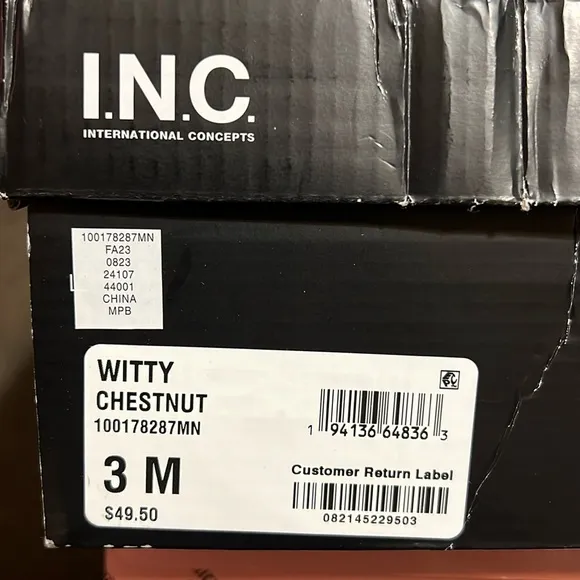 I.N.C.
INTERNATIONAL CONCEPTS
100178287MN
FA23
0823
24107
44001
CHINA
MPB
WITTY
CHESTNUT
100178287MN
1 94136 64836 3
3 M
Customer Return Label
$49.50
082145229503